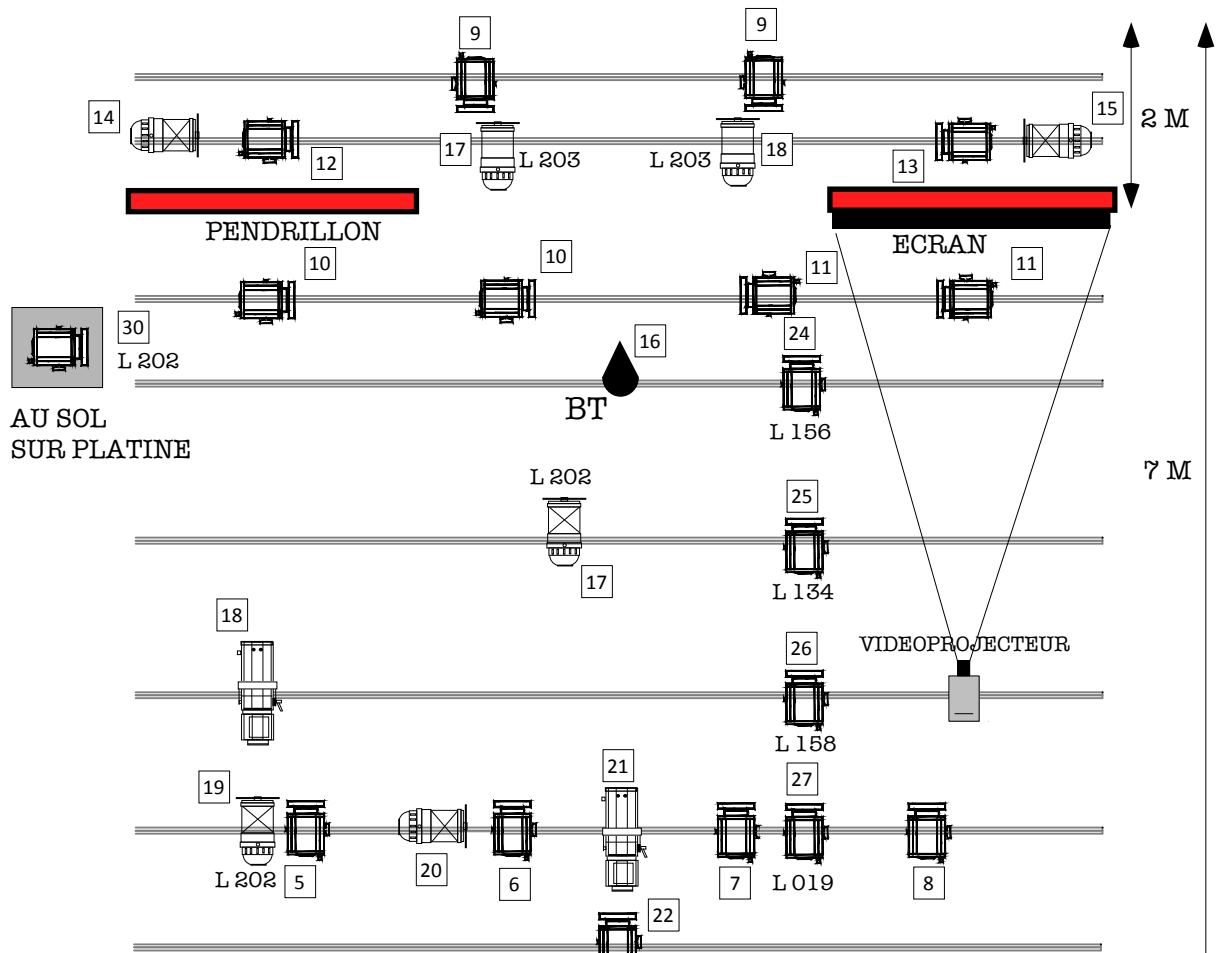 9
9
14
15
2 M
17
L 203
L 203
18
12
13
PENDRILLON
ECRAN
10
10
11
11
30
L 202
16
24
BT
L 156
AU SOL
SUR PLATINE
7 M
L 202
25
17
L 134
18
26
VIDEOPROJECTEUR
L 158
19
21
27
L 202
5
20
6
7
L 019
8
22